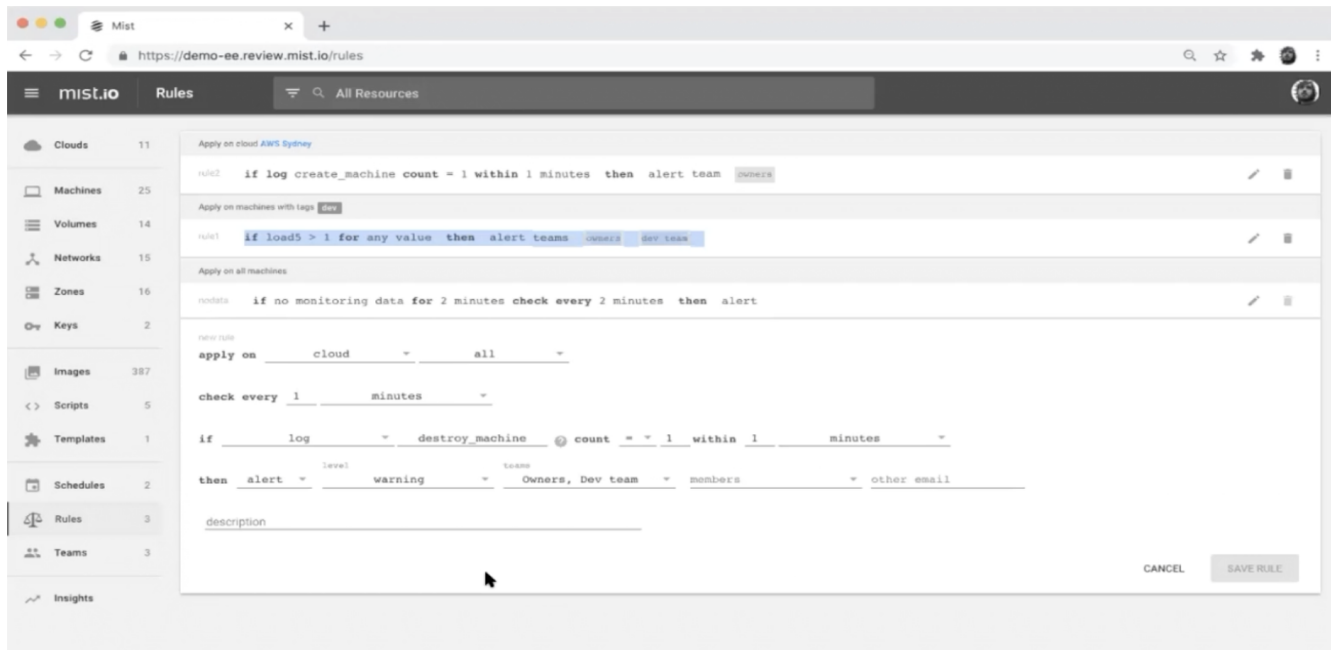 Mist × +
https://demo-ee.review.mist.io/rules
mist.io Rules All Resources
Clouds 11
Machines 25
Volumes 14
Networks 15
Zones 16
Keys 2
Images 387
Scripts 5
Templates 1
Schedules 2
Rules 3
Teams 3
Insights
Apply on cloud AWS Sydney
rule2 if log create_machine count = 1 within 1 minutes then alert team owners
Apply on machines with tags dev
rule1 if load5 > 1 for any value then alert teams owners dev team
Apply on all machines
nodata if no monitoring data for 2 minutes check every 2 minutes then alert
new rule
apply on cloud all
check every 1 minutes
if log destroy_machine count = 1 within 1 minutes
level teams
then alert warning Owners, Dev team members other email
description
CANCEL SAVE RULE